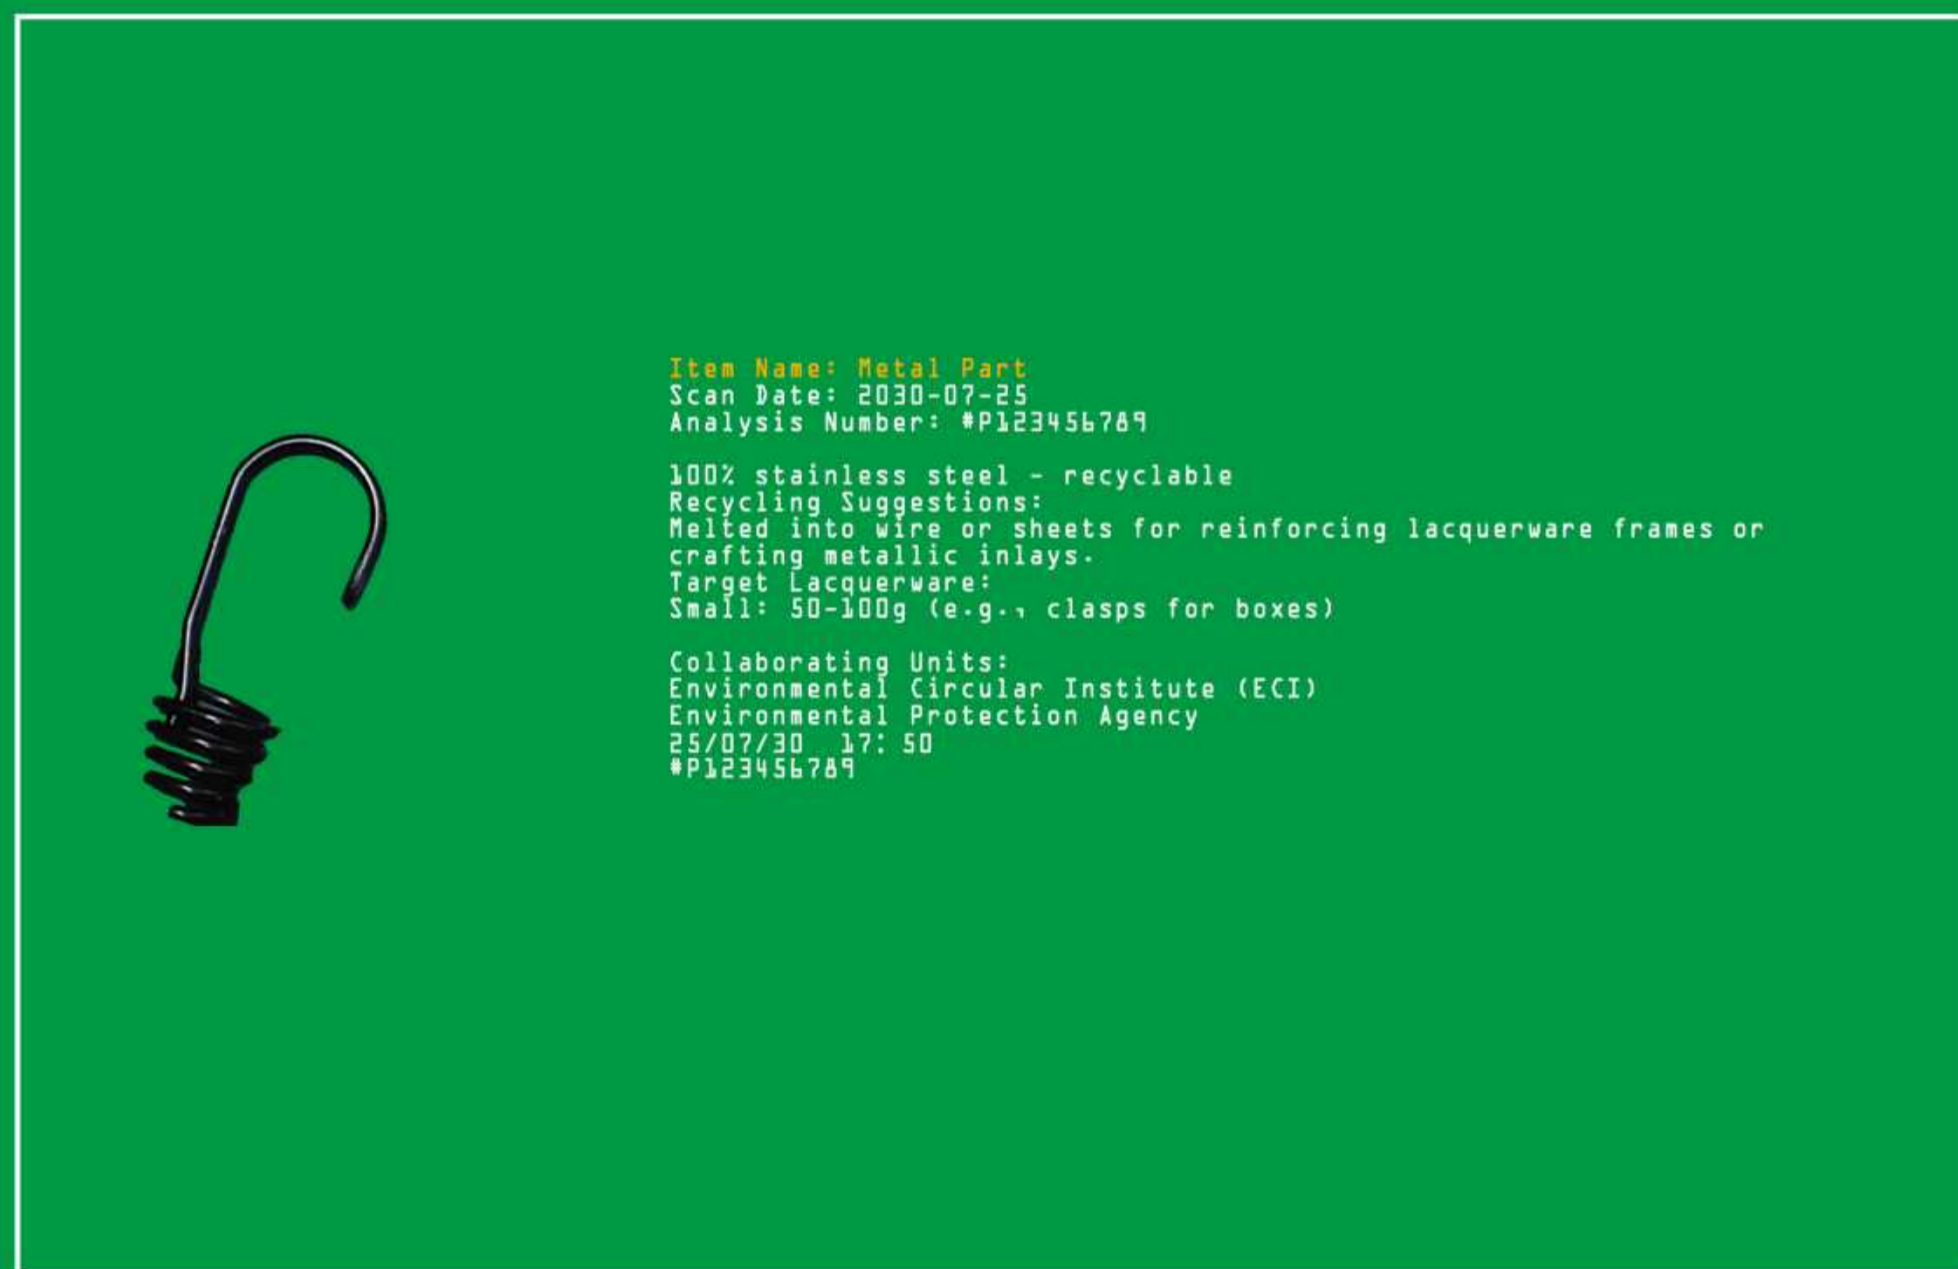 Item Name: Metal Part
Scan Date: 2030-07-25
Analysis Number: #P123456789
100% stainless steel - recyclable
Recycling Suggestions:
Melted into wire or sheets for reinforcing lacquerware frames or
crafting metallic inlays.
Target Lacquerware:
Small: 50-100g (e.g., clasps for boxes)
Collaborating Units:
Environmental Circular Institute (ECI)
Environmental Protection Agency
25/07/30 17:50
#P123456789